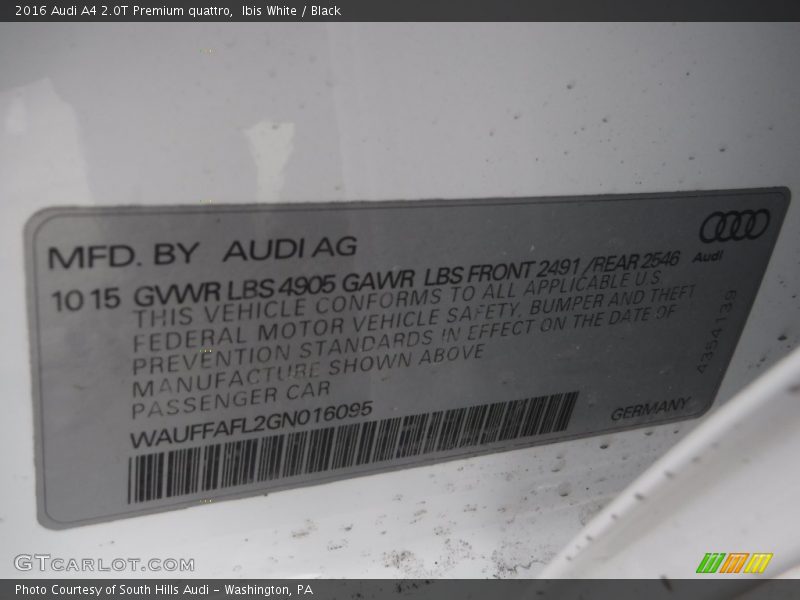 2016 Audi A4 2.0T Premium quattro,  Ibis White / Black
MFD. BY AUDI AG
Audi
10 15 GVWR LBS 4905 GAWR LBS FRONT 2491 / REAR 2546
THIS VEHICLE CONFORMS TO ALL APPLICABLE U.S.
FEDERAL MOTOR VEHICLE SAFETY, BUMPER AND THEFT
PREVENTION STANDARDS IN EFFECT ON THE DATE OF
MANUFACTURE SHOWN ABOVE
PASSENGER CAR
WAUFFAFL2GN016095
GERMANY
4354139
GTCARLOT.COM
Photo Courtesy of South Hills Audi - Washington, PA